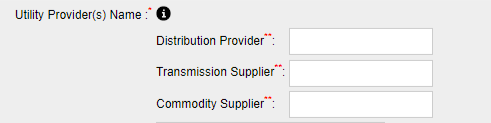 Utility Provider(s) Name :*
Distribution Provider**:
Transmission Supplier**:
Commodity Supplier**: